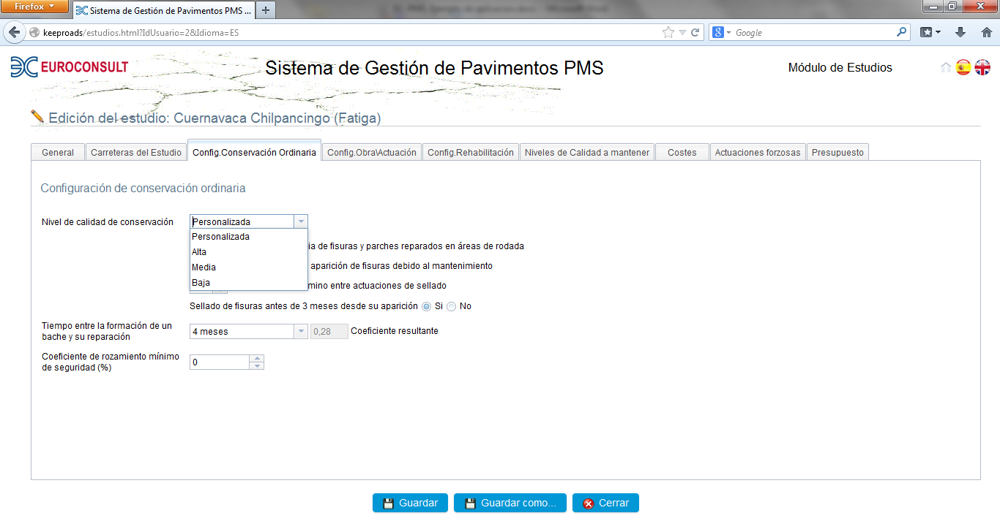 Firefox
Sistema de Gestión de Pavimentos PMS ...
keeproads/estudios.html?IdUsuario=2&Idioma=ES
Google
EUROCONSULT
Sistema de Gestión de Pavimentos PMS
Módulo de Estudios
Edición del estudio: Cuernavaca Chilpancingo (Fatiga)
General
Carreteras del Estudio
Config.Conservación Ordinaria
Config.Obra\Actuación
Config.Rehabilitación
Niveles de Calidad a mantener
Costes
Actuaciones forzosas
Presupuesto
Configuración de conservación ordinaria
Nivel de calidad de conservación
Personalizada
Personalizada
Alta
Media
Baja
ia de fisuras y parches reparados en áreas de rodada
aparición de fisuras debido al mantenimiento
mino entre actuaciones de sellado
Sellado de fisuras antes de 3 meses desde su aparición Si No
Tiempo entre la formación de un
bache y su reparación
4 meses
0,28
Coeficiente resultante
Coeficiente de rozamiento mínimo
de seguridad (%)
0
Guardar
Guardar como...
Cerrar